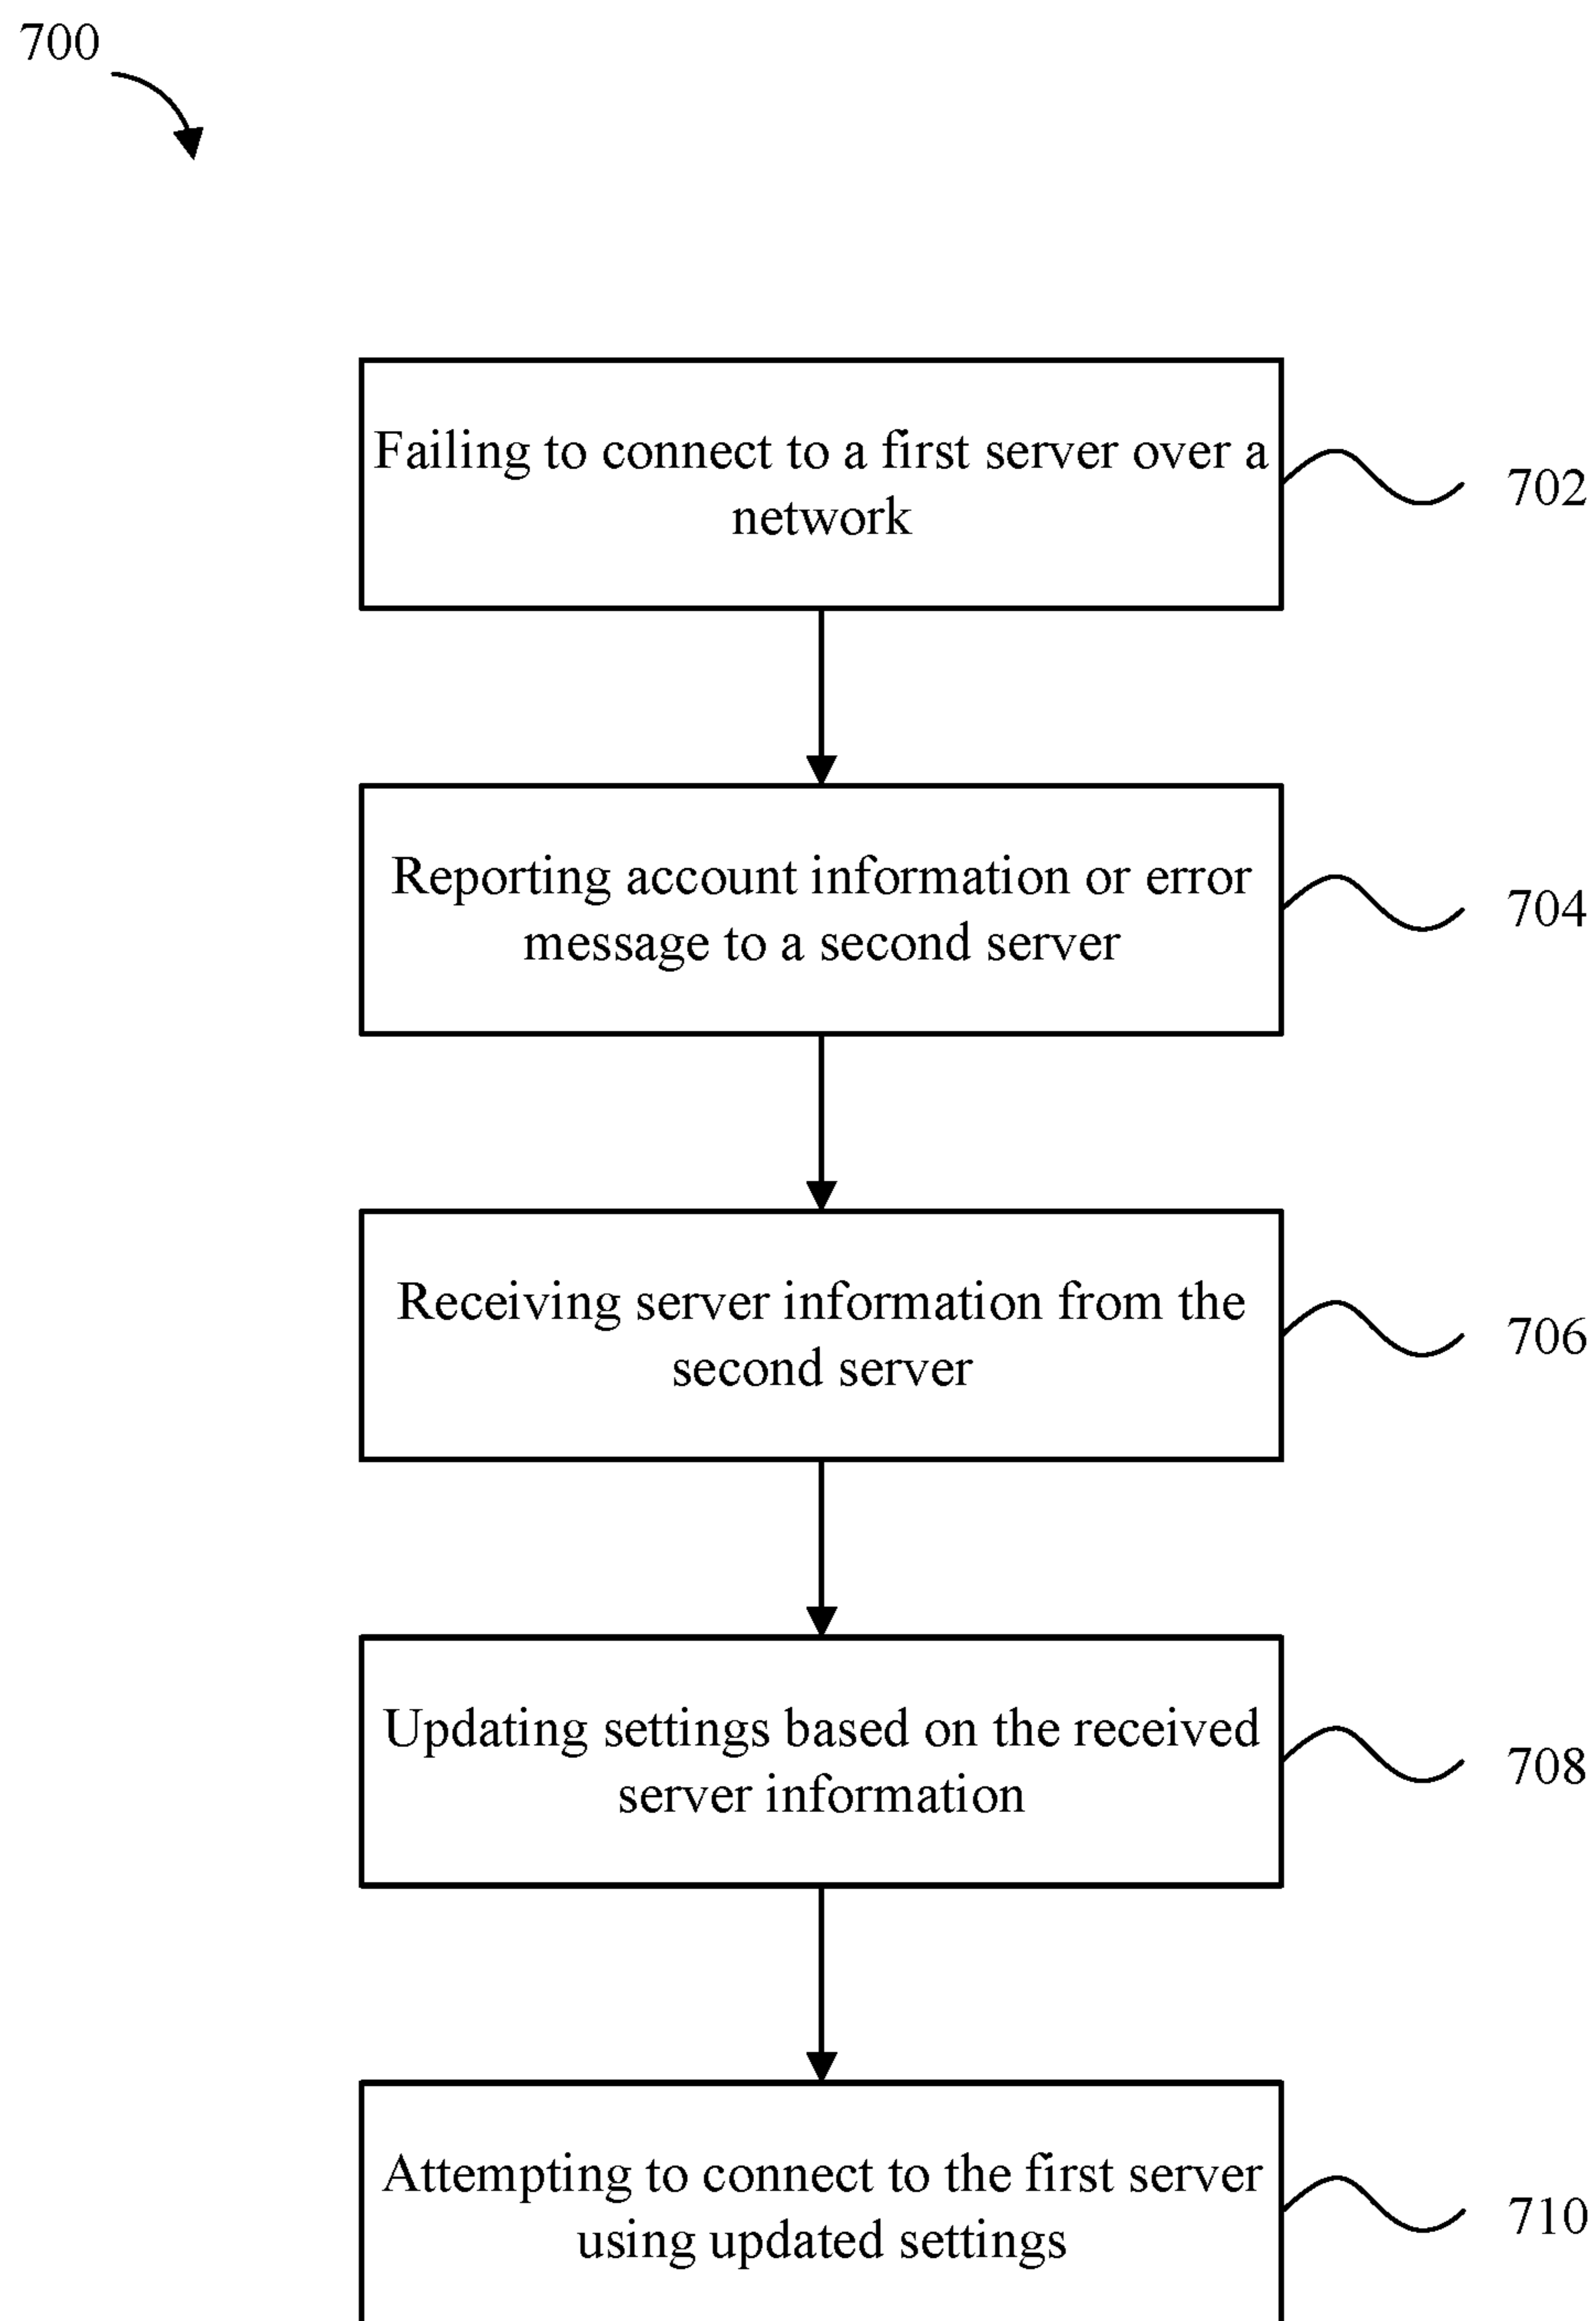 700
Failing to connect to a first server over a
network
702
Reporting account information or error
message to a second server
704
Receiving server information from the
second server
706
Updating settings based on the received
server information
708
Attempting to connect to the first server
using updated settings
710